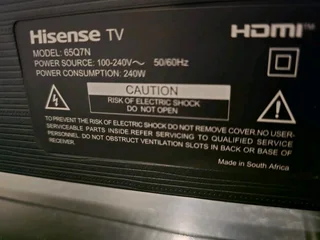 Hisense TV HDMI™
MODEL: 65Q7N
POWER SOURCE: 100-240V～ 50/60Hz
POWER CONSUMPTION: 240W
CAUTION
RISK OF ELECTRIC SHOCK
DO NOT OPEN
TO PREVENT THE RISK OF ELECTRIC SHOCK DO NOT REMOVE COVER-NO USER-
SERVICEABLE PARTS INSIDE.REFER SERVICING TO QUALIFIED SERVICE
PERSONNEL. DO NOT OBSTRUCT VENTILATION SLOTS IN BACK OR BASE OF
RECEIVER.
Made in South Africa